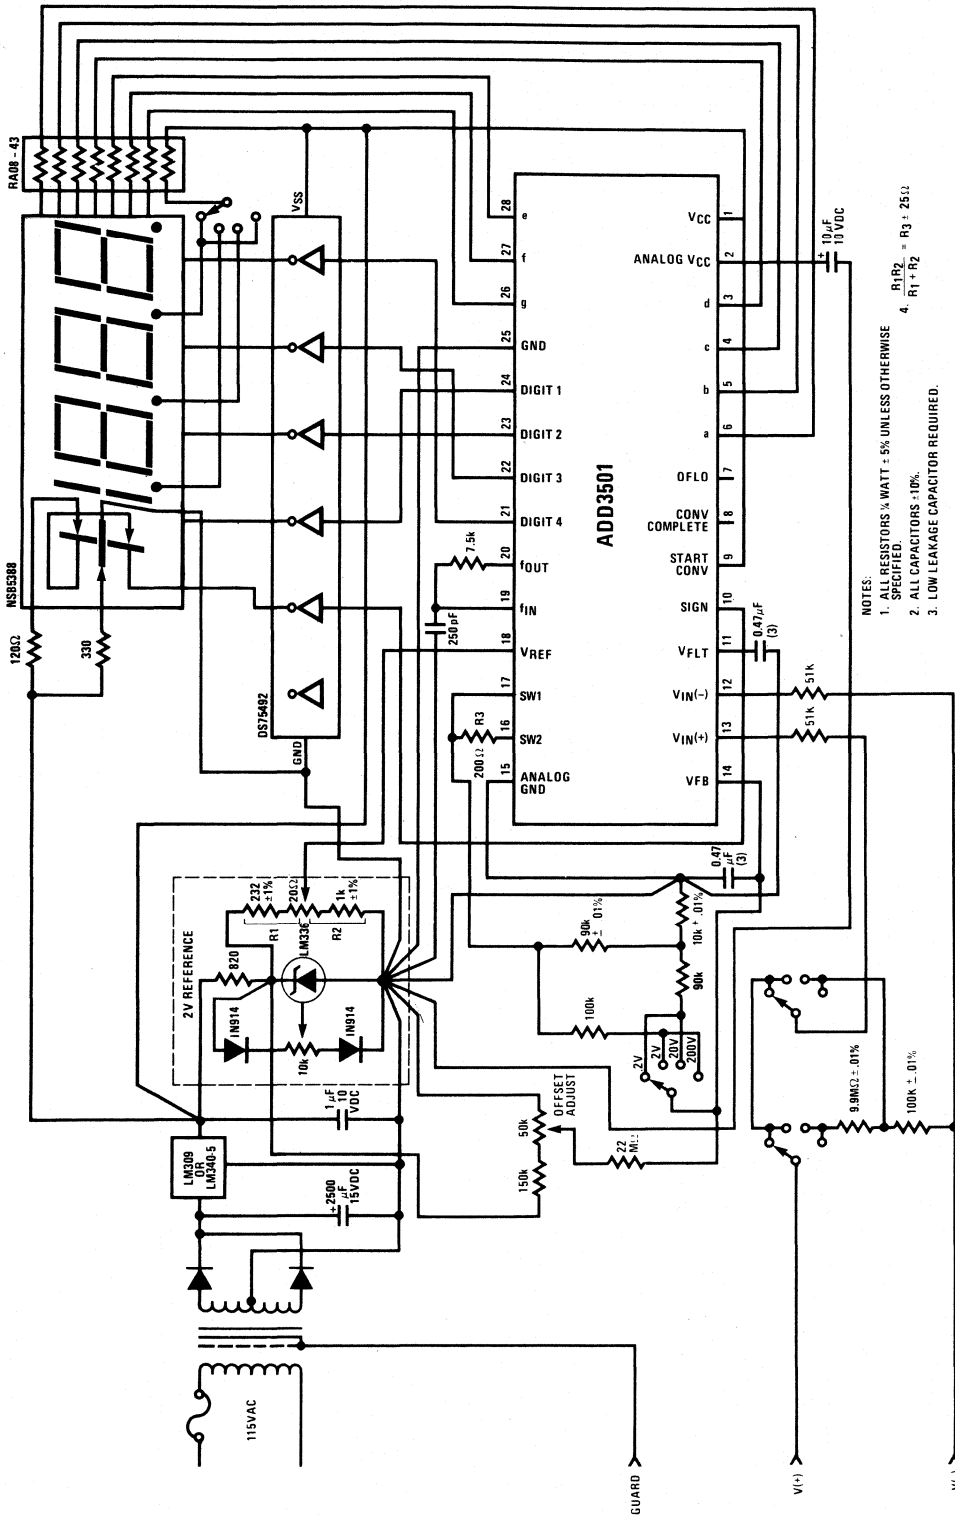 RA08 - 43
NSB5388
120Ω
330
VSS
DS75492
GND
2V REFERENCE
820
232
±1%
20Ω
1k
±1%
R1
R2
LM336
IN914
10k
IN914
LM309
OR
LM340-5
1 μF
10
VDC
+2500
μF
15VDC
115VAC
GUARD
V(+)
28
27
26
25
24
23
22
21
20
19
18
17
16
15
e
f
g
GND
DIGIT 1
DIGIT 2
DIGIT 3
DIGIT 4
fOUT
fIN
VREF
SW1
SW2
ANALOG
GND
ADD3501
VCC
ANALOG VCC
d
c
b
a
OFLO
CONV
COMPLETE
START
CONV
SIGN
VFLT
VIN(-)
VIN(+)
VFB
1
2
3
4
5
6
7
8
9
10
11
12
13
14
7.5k
250 pF
200Ω
R3
+
10μF
10 VDC
0.47μF
(3)
51k
51k
0.47
μF
(3)
90k
± .01%
10k ± .01%
90k
100k
.2V
2V
20V
200V
OFFSET
ADJUST
50k
150k
22
MΩ
9.9MΩ ± .01%
100K ± .01%
NOTES:
1. ALL RESISTORS ¼ WATT ± 5% UNLESS OTHERWISE
SPECIFIED.
2. ALL CAPACITORS ±10%.
3. LOW LEAKAGE CAPACITOR REQUIRED.
4. R1R2 / R1 + R2 = R3 ± 25Ω